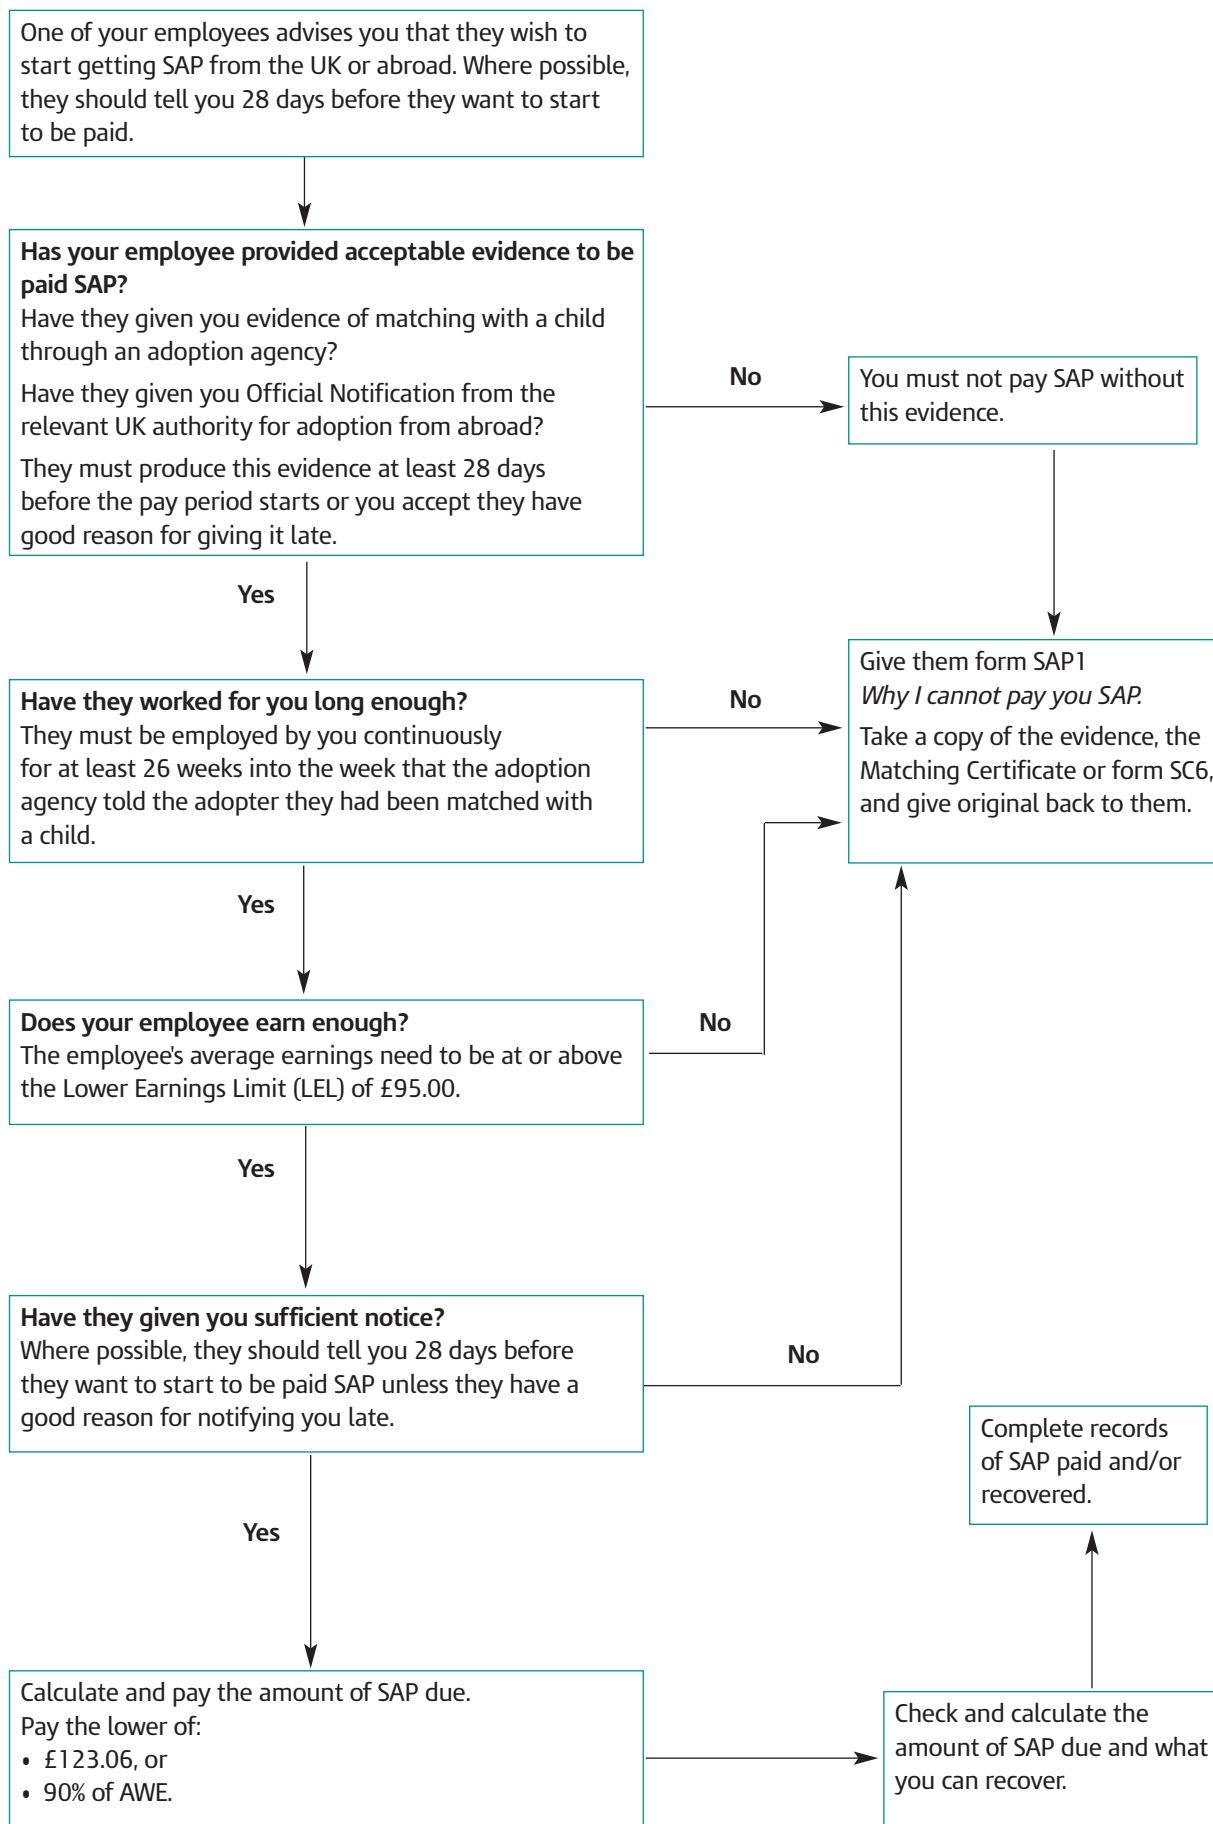 One of your employees advises you that they wish to
start getting SAP from the UK or abroad. Where possible,
they should tell you 28 days before they want to start
to be paid.
Has your employee provided acceptable evidence to be
paid SAP?
Have they given you evidence of matching with a child
through an adoption agency?
Have they given you Official Notification from the
relevant UK authority for adoption from abroad?
They must produce this evidence at least 28 days
before the pay period starts or you accept they have
good reason for giving it late.
No
You must not pay SAP without
this evidence.
Yes
Have they worked for you long enough?
They must be employed by you continuously
for at least 26 weeks into the week that the adoption
agency told the adopter they had been matched with
a child.
No
Give them form SAP1
Why I cannot pay you SAP.
Take a copy of the evidence, the
Matching Certificate or form SC6,
and give original back to them.
Yes
Does your employee earn enough?
The employee's average earnings need to be at or above
the Lower Earnings Limit (LEL) of £95.00.
No
Yes
Have they given you sufficient notice?
Where possible, they should tell you 28 days before
they want to start to be paid SAP unless they have a
good reason for notifying you late.
No
Yes
Calculate and pay the amount of SAP due.
Pay the lower of:
• £123.06, or
• 90% of AWE.
Check and calculate the
amount of SAP due and what
you can recover.
Complete records
of SAP paid and/or
recovered.